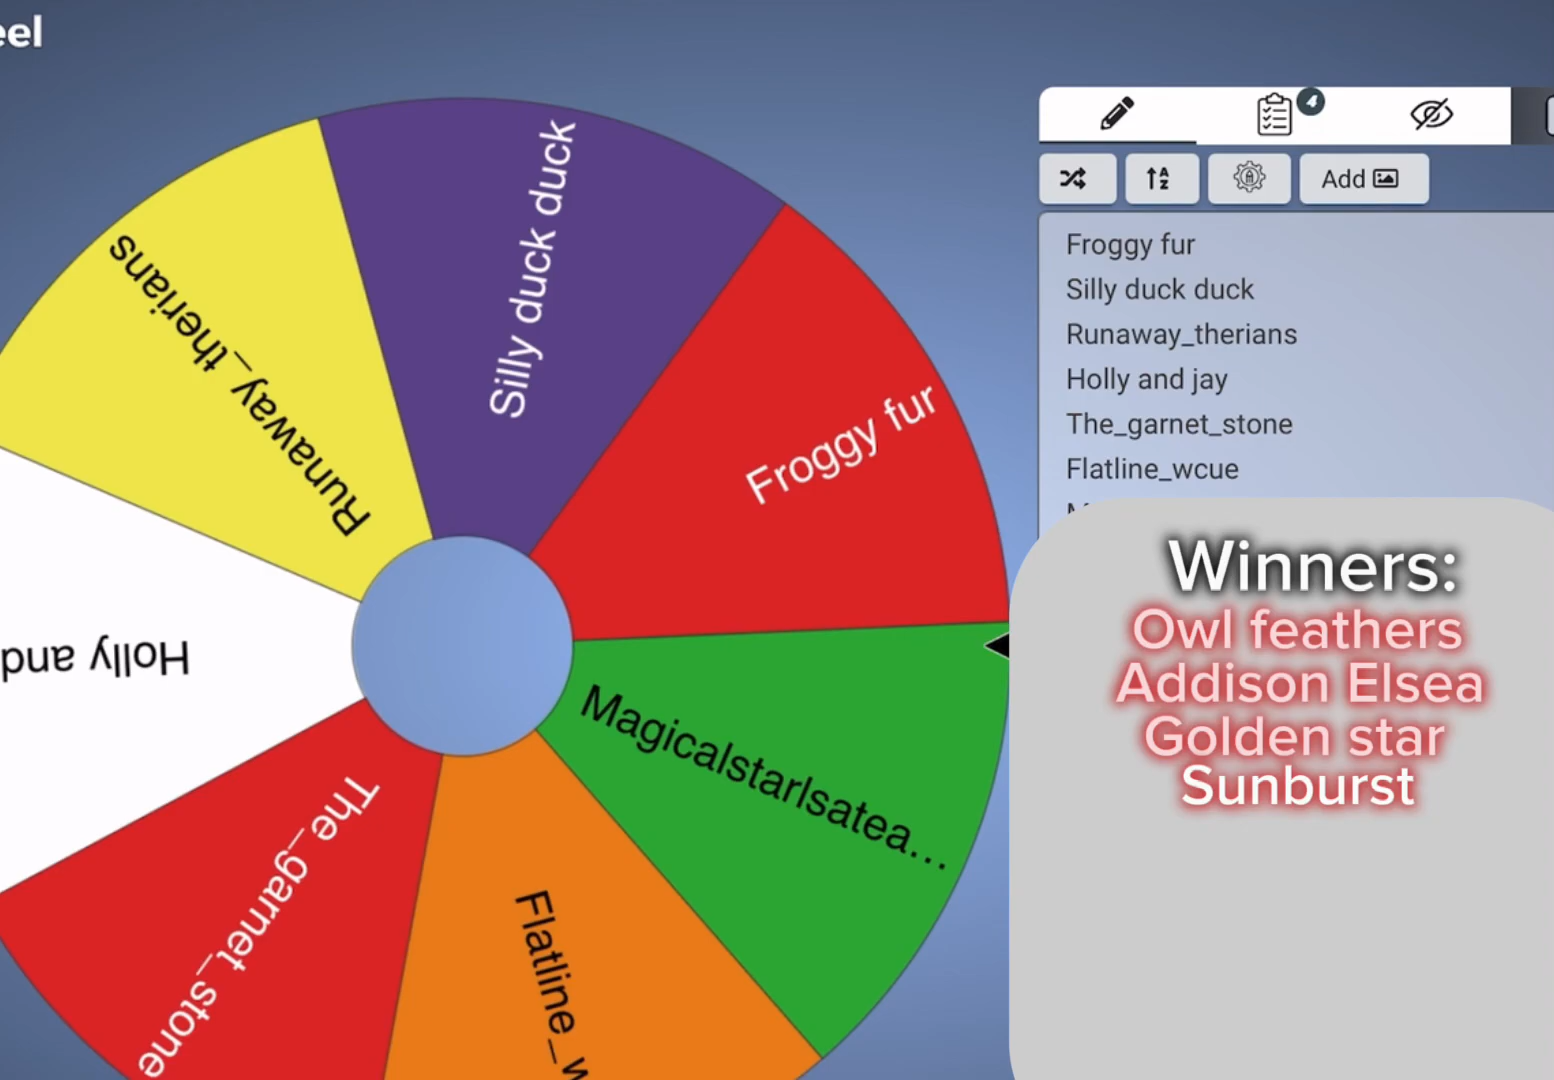 eel
4
Add
Froggy fur
Silly duck duck
Runaway_therians
Holly and jay
The_garnet_stone
Flatline_wcue
Winners:
Owl feathers
Addison Elsea
Golden star
Sunburst
Silly duck duck
Froggy fur
Runaway_therians
Holly and
Magicalstarlsatea...
The_garnet_stone
Flatline_w